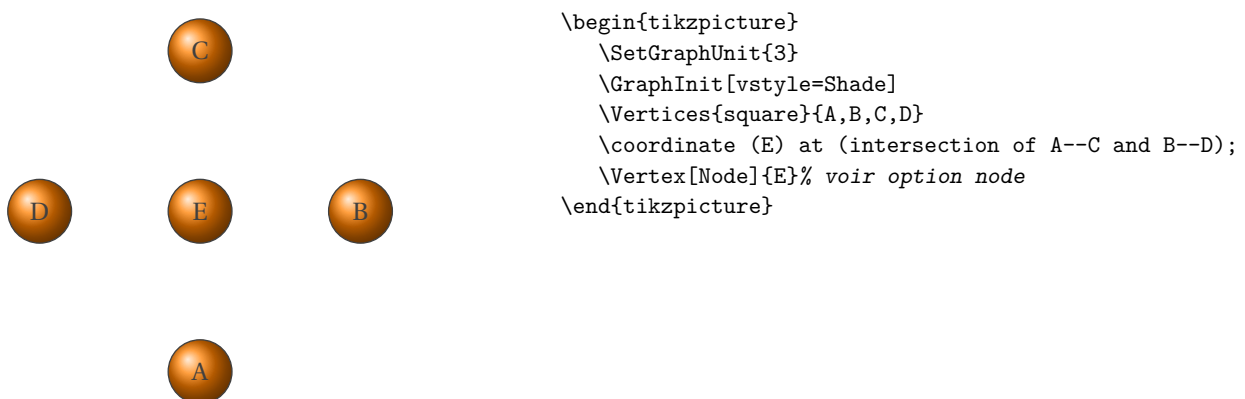 C
D E B
A
\begin{tikzpicture}
\SetGraphUnit{3}
\GraphInit[vstyle=Shade]
\Vertices{square}{A,B,C,D}
\coordinate (E) at (intersection of A--C and B--D);
\Vertex[Node]{E}% voir option node
\end{tikzpicture}